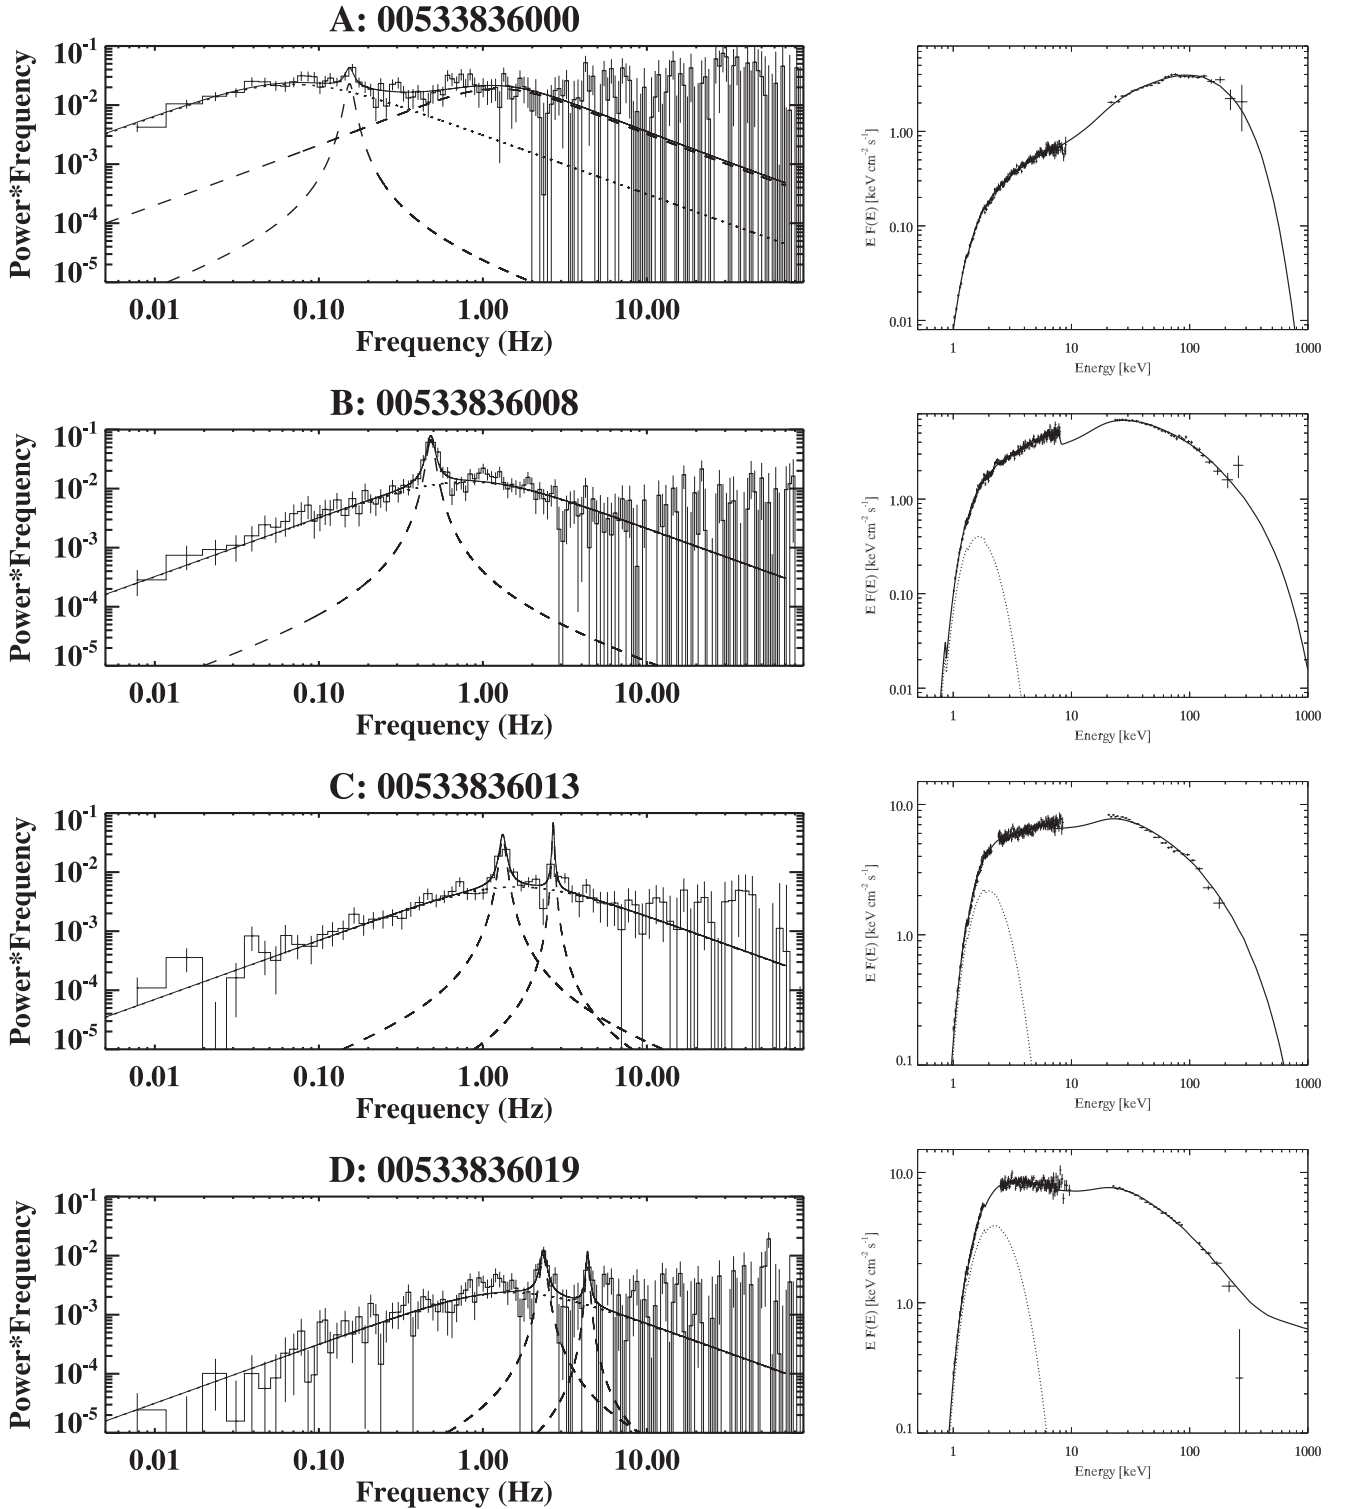 A: 00533836000
Power*Frequency
10-1
10-2
10-3
10-4
10-5
0.01 0.10 1.00 10.00
Frequency (Hz)
E F(E) [keV cm-2 s-1]
1.00
0.10
0.01
1 10 100 1000
Energy [keV]
B: 00533836008
Power*Frequency
10-1
10-2
10-3
10-4
10-5
0.01 0.10 1.00 10.00
Frequency (Hz)
E F(E) [keV cm-2 s-1]
1.00
0.10
0.01
1 10 100 1000
Energy [keV]
C: 00533836013
Power*Frequency
10-1
10-2
10-3
10-4
10-5
0.01 0.10 1.00 10.00
Frequency (Hz)
E F(E) [keV cm-2 s-1]
10.0
1.0
0.1
1 10 100 1000
Energy [keV]
D: 00533836019
Power*Frequency
10-1
10-2
10-3
10-4
10-5
0.01 0.10 1.00 10.00
Frequency (Hz)
E F(E) [keV cm-2 s-1]
10.0
1.0
0.1
1 10 100 1000
Energy [keV]